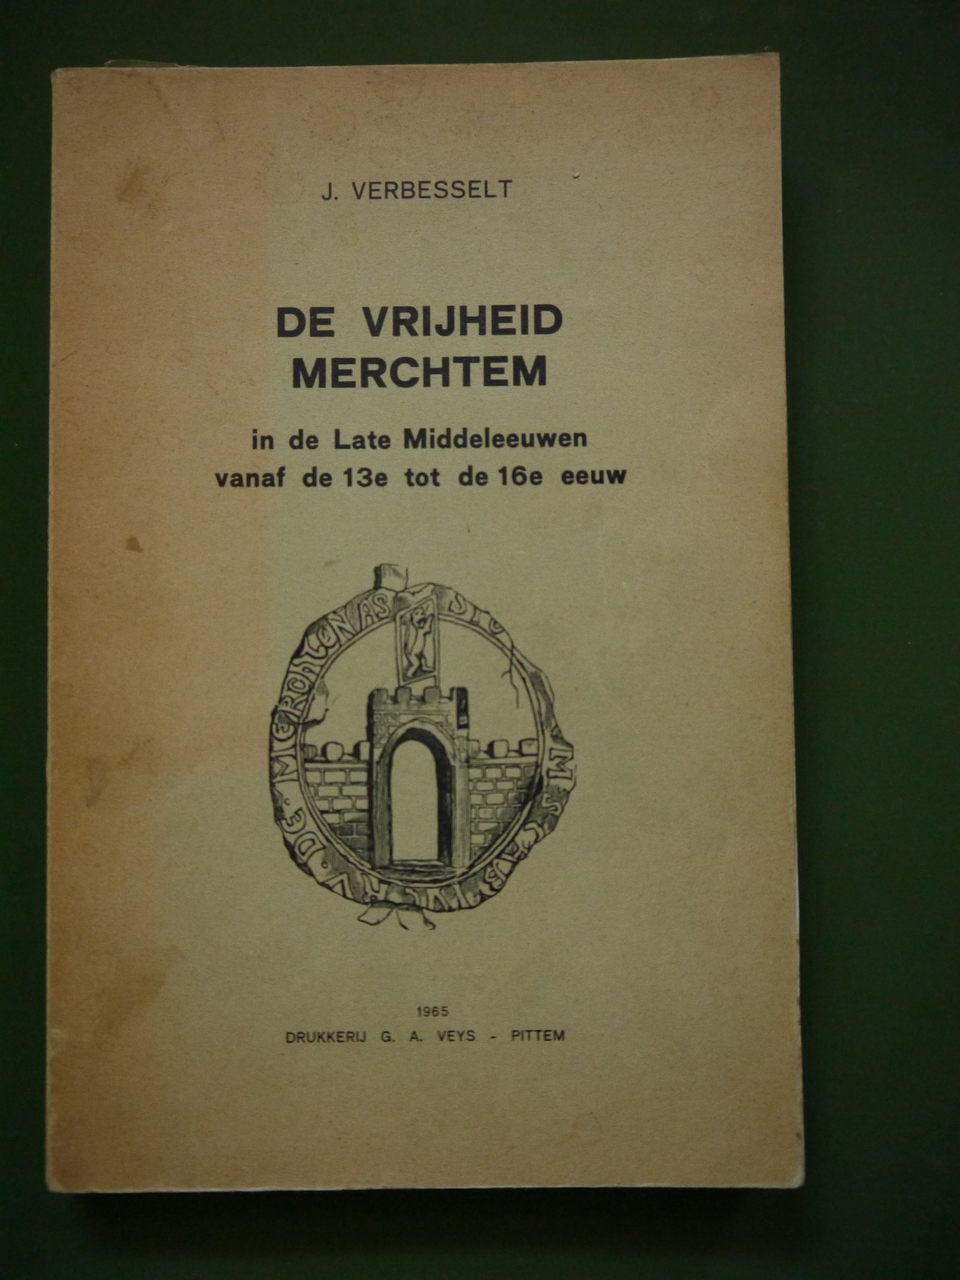 J. VERBESSELT
DE VRIJHEID
MERCHTEM
in de Late Middeleeuwen
vanaf de 13e tot de 16e eeuw
1965
DRUKKERIJ G. A. VEYS - PITTEM